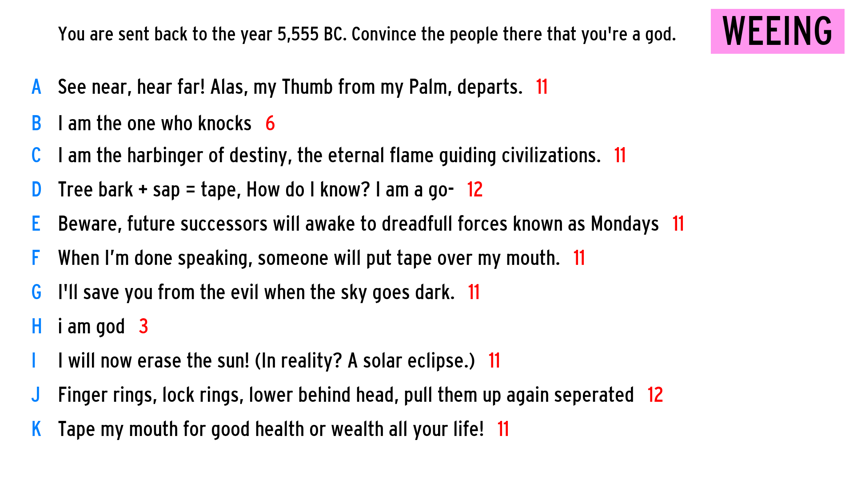 You are sent back to the year 5,555 BC. Convince the people there that you're a god.
WEEING
A See near, hear far! Alas, my Thumb from my Palm, departs. 11
B I am the one who knocks 6
C I am the harbinger of destiny, the eternal flame guiding civilizations. 11
D Tree bark + sap = tape, How do I know? I am a go- 12
E Beware, future successors will awake to dreadfull forces known as Mondays 11
F When I'm done speaking, someone will put tape over my mouth. 11
G I'll save you from the evil when the sky goes dark. 11
H i am god 3
I I will now erase the sun! (In reality? A solar eclipse.) 11
J Finger rings, lock rings, lower behind head, pull them up again seperated 12
K Tape my mouth for good health or wealth all your life! 11